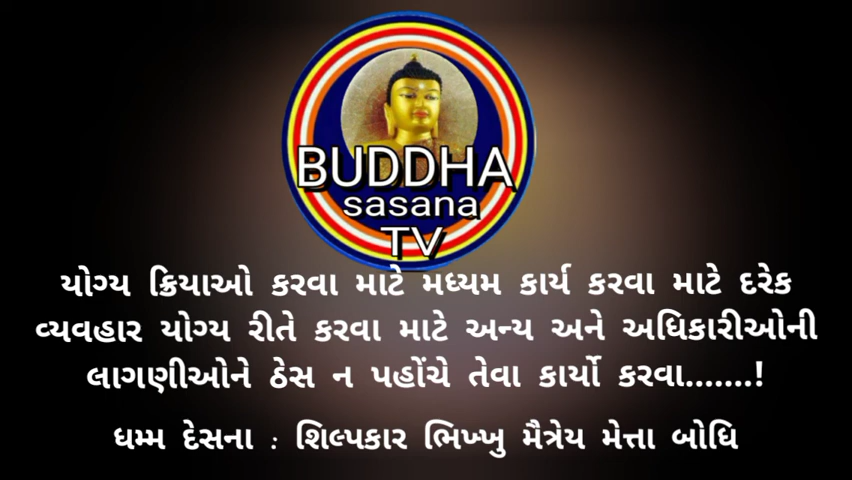 BUDDHA
sasana
TV
યોગ્ય ક્રિયાઓ કરવા માટે મધ્યમ કાર્ય કરવા માટે દરેક
વ્યવહાર યોગ્ય રીતે કરવા માટે અન્ય અને અધિકારીઓની
લાગણીઓને ઠેસ ન પહોંચે તેવા કાર્યો કરવા.......!
ધમ્મ દેસના : શિલ્પકાર ભિખ્ખુ મૈત્રેય મેત્તા બોધિ